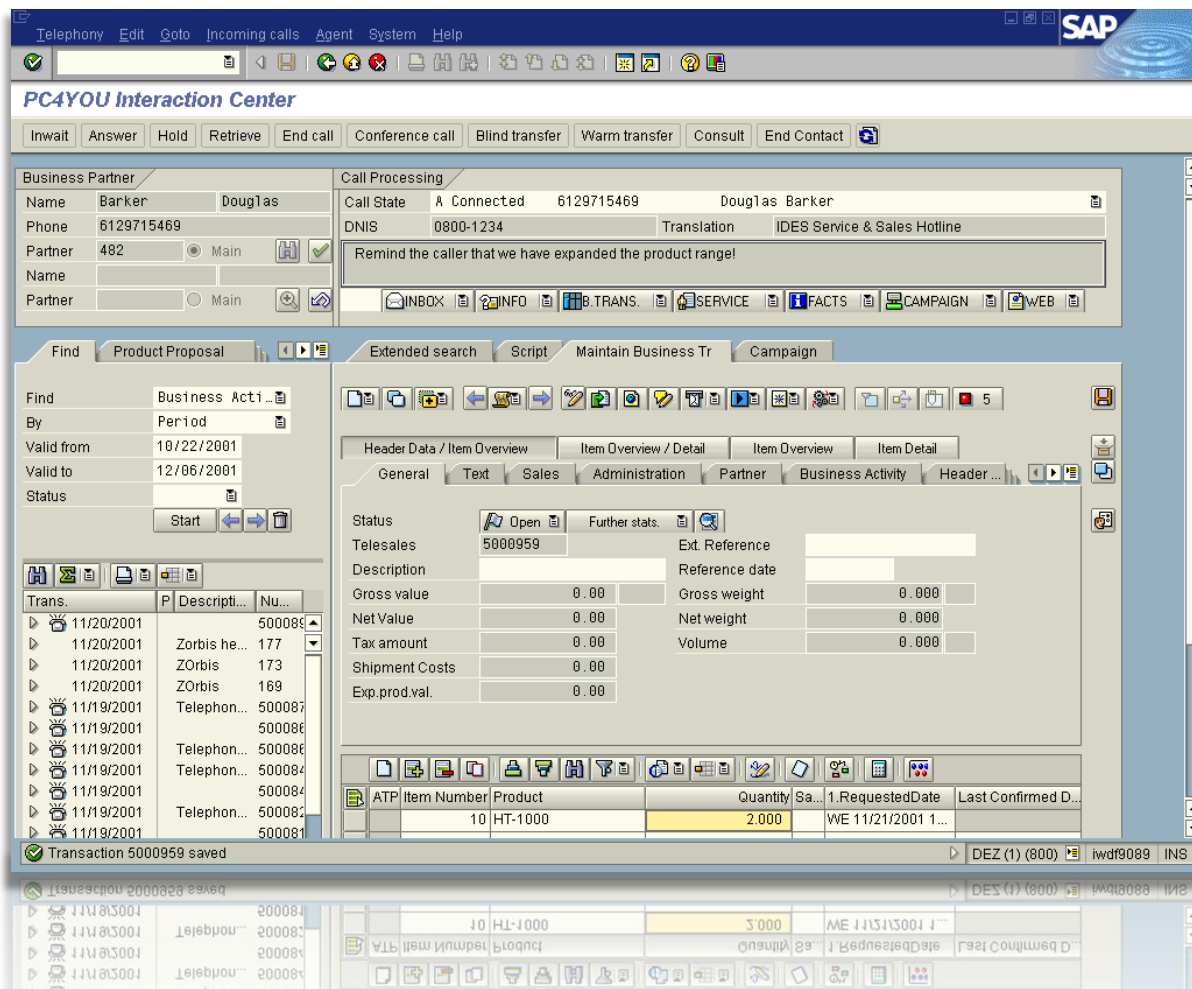 Telephony Edit Goto Incoming calls Agent System Help
SAP
PC4YOU Interaction Center
Inwait Answer Hold Retrieve End call Conference call Blind transfer Warm transfer Consult End Contact
Business Partner
Name Barker Douglas
Phone 6129715469
Partner 482 Main
Name
Partner Main
Call Processing
Call State A Connected 6129715469 Douglas Barker
DNIS 0800-1234 Translation IDES Service & Sales Hotline
Remind the caller that we have expanded the product range!
INBOX INFO B.TRANS. SERVICE FACTS CAMPAIGN WEB
Find Product Proposal
Find Business Acti…
By Period
Valid from 10/22/2001
Valid to 12/06/2001
Status
Start
Trans. P Descripti... Nu...
11/20/2001 500089
11/20/2001 Zorbis he... 177
11/20/2001 ZOrbis 173
11/20/2001 ZOrbis 169
11/19/2001 Telephon... 500087
11/19/2001 500086
11/19/2001 Telephon... 500086
11/19/2001 Telephon... 500084
11/19/2001 500084
11/19/2001 Telephon... 500082
11/19/2001 500081
Extended search Script Maintain Business Tr Campaign
5
Header Data / Item Overview Item Overview / Detail Item Overview Item Detail
General Text Sales Administration Partner Business Activity Header ...
Status Open Further stats.
Telesales 5000959 Ext. Reference
Description Reference date
Gross value 0.00 Gross weight 0.000
Net Value 0.00 Net weight 0.000
Tax amount 0.00 Volume 0.000
Shipment Costs 0.00
Exp.prod.val. 0.00
ATP Item Number Product Quantity Sa... 1.RequestedDate Last Confirmed D...
10 HT-1000 2.000 WE 11/21/2001 1...
Transaction 5000959 saved DEZ (1) (800) iwdf9089 INS